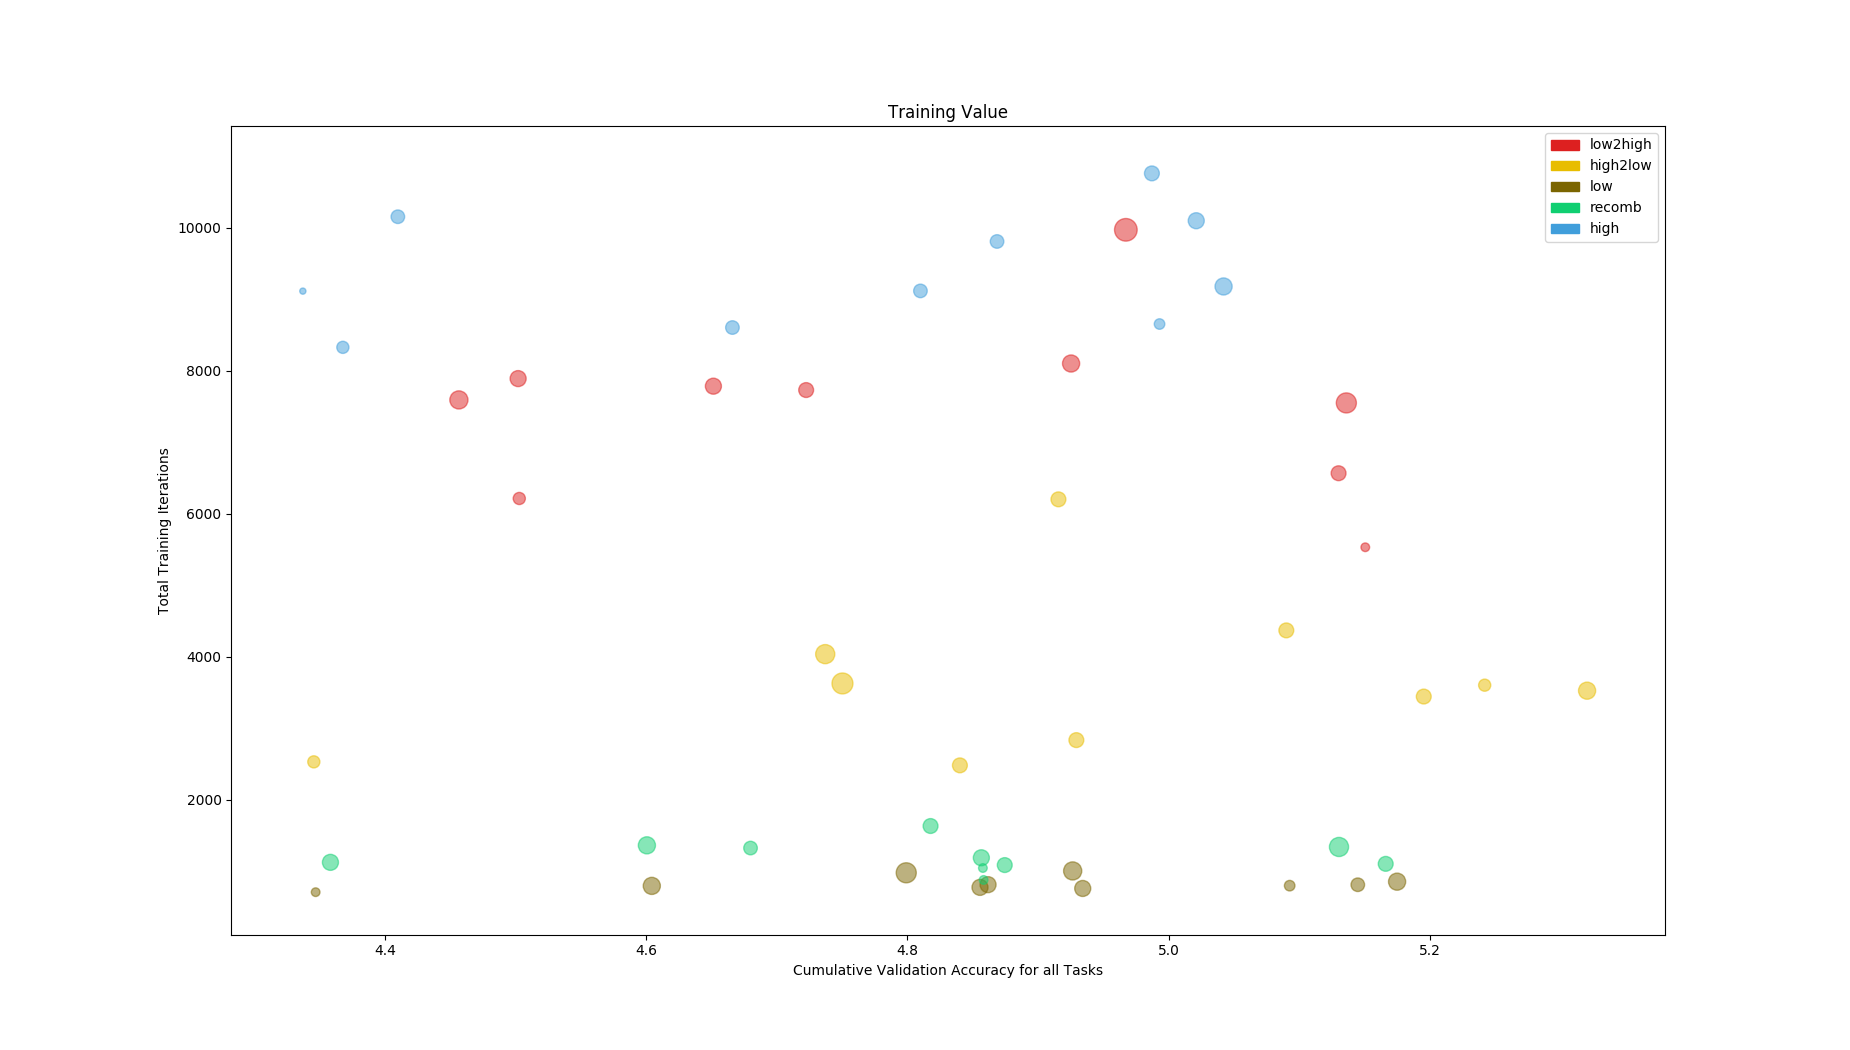 Training Value
low2high
high2low
low
recomb
high
10000
8000
6000
4000
2000
Total Training Iterations
4.4 4.6 4.8 5.0 5.2
Cumulative Validation Accuracy for all Tasks